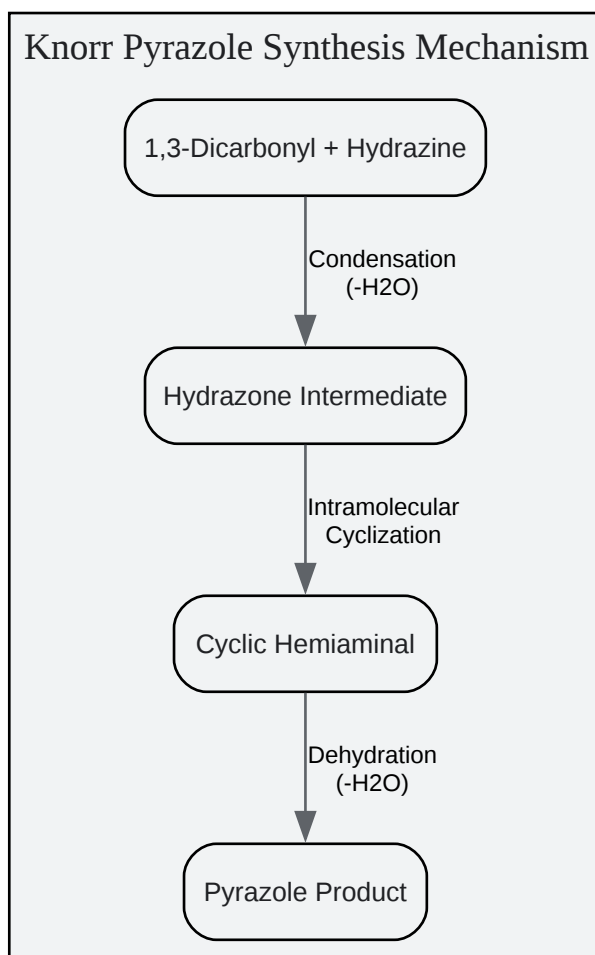 Knorr Pyrazole Synthesis Mechanism
1,3-Dicarbonyl + Hydrazine
Condensation
(-H2O)
Hydrazone Intermediate
Intramolecular
Cyclization
Cyclic Hemiaminal
Dehydration
(-H2O)
Pyrazole Product